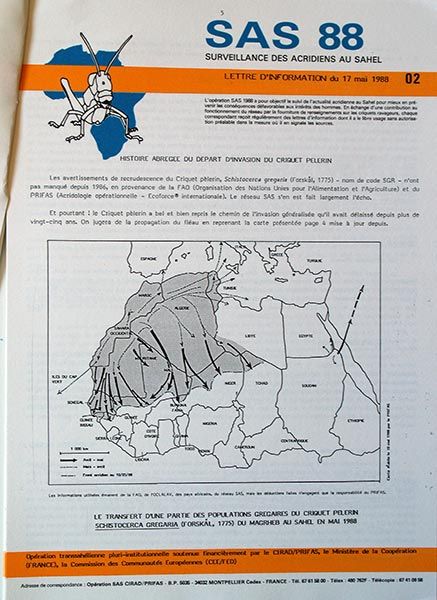 5
SAS 88
SURVEILLANCE DES ACRIDIENS AU SAHEL
LETTRE D'INFORMATION du 17 mai 1988 02
L'opération SAS 1988 a pour objectif le suivi de l'actualité acridienne au Sahel pour mieux en prévenir les conséquences défavorables aux intérêts des hommes. En échange d'une contribution au fonctionnement du réseau par la fourniture de renseignements sur les criquets ravageurs, chaque correspondant reçoit régulièrement des lettres d'information dont il a le libre usage sans autorisation préalable dans la mesure où il en signale les sources.
HISTOIRE ABREGEE DU DEPART D'INVASION DU CRIQUET PELERIN
Les avertissements de recrudescence du Criquet pèlerin, Schistocerca gregaria (Forskål, 1775) - nom de code SGR - n'ont
pas manqué depuis 1986, en provenance de la FAO (Organisation des Nations Unies pour l'Alimentation et l'Agriculture) et du
PRIFAS (Acridologie opérationnelle - Ecoforce® internationale). Le réseau SAS s'en est fait largement l'écho.
Et pourtant ! Le Criquet pèlerin a bel et bien repris le chemin de l'invasion généralisée qu'il avait délaissé depuis plus de
vingt-cinq ans. On jugera de la propagation du fléau en reprenant la carte présentée page 4 mise à jour depuis.
ESPAGNE
GRECE
TURQUIE
TUNISIE
MAROC
ALGERIE
SAHARA
OCCIDENTAL
LIBYE
EGYPTE
MAURITANIE
ILES DU CAP
VERT
MALI
NIGER
TCHAD
SOUDAN
SENEGAL
GUINEE
BISSAU
GUINEE
BURKINA
FASO
SIERRA
LEONE
COTE
D'IVOIRE
GHANA
LIBERIA
TOGO
BENIN
NIGERIA
CAMEROUN
CENTRAFRIQUE
ETHIOPIE
1 000 km
Avril - mai
Mars - avril
Carte établie le 10 mai 1988 par le PRIFAS
Les informations utilisées émanent de la FAO, de l'OCLALAV, des pays africains, du réseau SAS, mais les déductions faites n'engagent que la responsabilité du PRIFAS.
LE TRANSFERT D'UNE PARTIE DES POPULATIONS GREGAIRES DU CRIQUET PELERIN
SCHISTOCERCA GREGARIA (FORSKÅL, 1775) DU MAGHREB AU SAHEL EN MAI 1988
Opération transsahélienne pluri-institutionnelle soutenue financièrement par le CIRAD/PRIFAS, le Ministère de la Coopération
(FRANCE), la Commission des Communautés Européennes (CEE/FED)
Adresse de correspondance : Opération SAS CIRAD/PRIFAS - B.P. 5035 - 34032 MONTPELLIER Cedex - FRANCE - Tél. 67 61 58 00 - Télex : 480 762F - Télécopie : 67 41 09 58